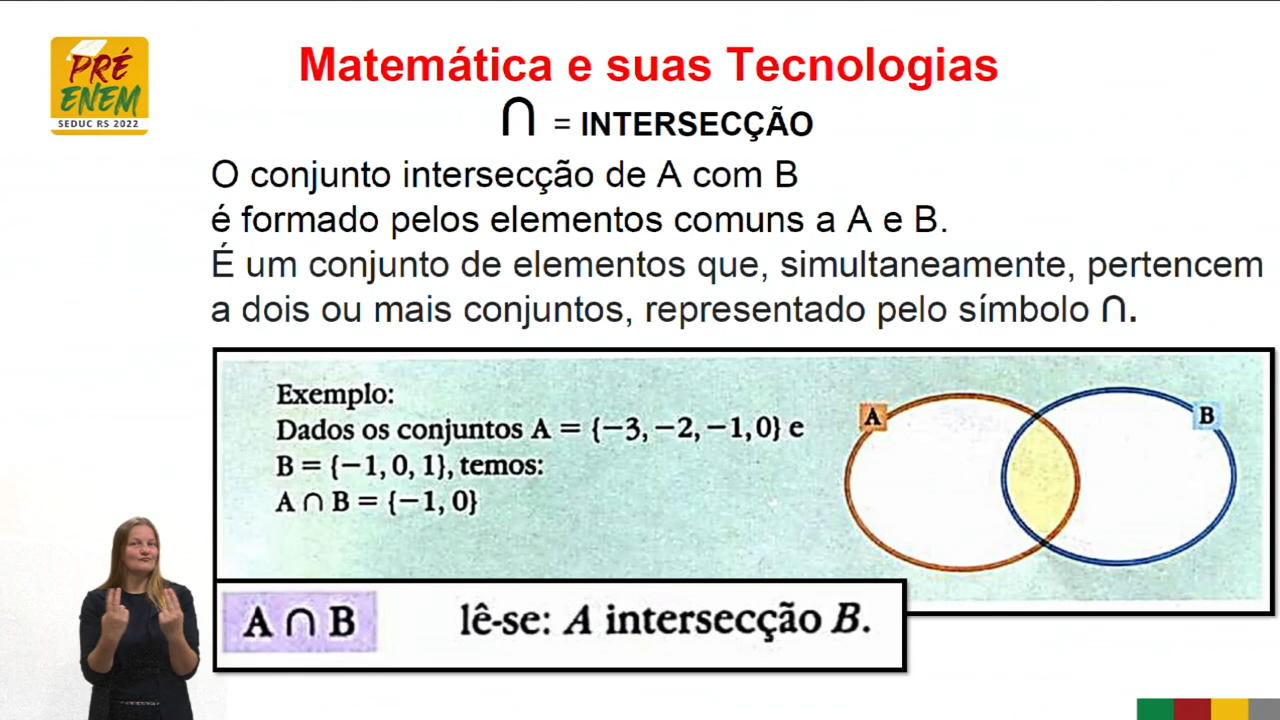 PRÉ
ENEM
SEDUC RS 2022
Matemática e suas Tecnologias
∩ = INTERSECÇÃO
O conjunto intersecção de A com B
é formado pelos elementos comuns a A e B.
É um conjunto de elementos que, simultaneamente, pertencem
a dois ou mais conjuntos, representado pelo símbolo ∩.
Exemplo:
Dados os conjuntos A = {−3, −2, −1, 0} e
B = {−1, 0, 1}, temos:
A ∩ B = {−1, 0}
A
B
A ∩ B lê-se: A intersecção B.